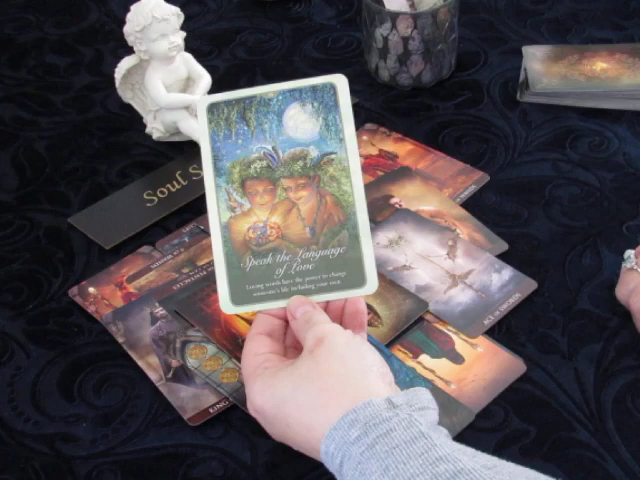 Soul S
Speak the Language
of Love
Loving words have the power to change
someone's life including your own.
ACE OF SWORDS
KING